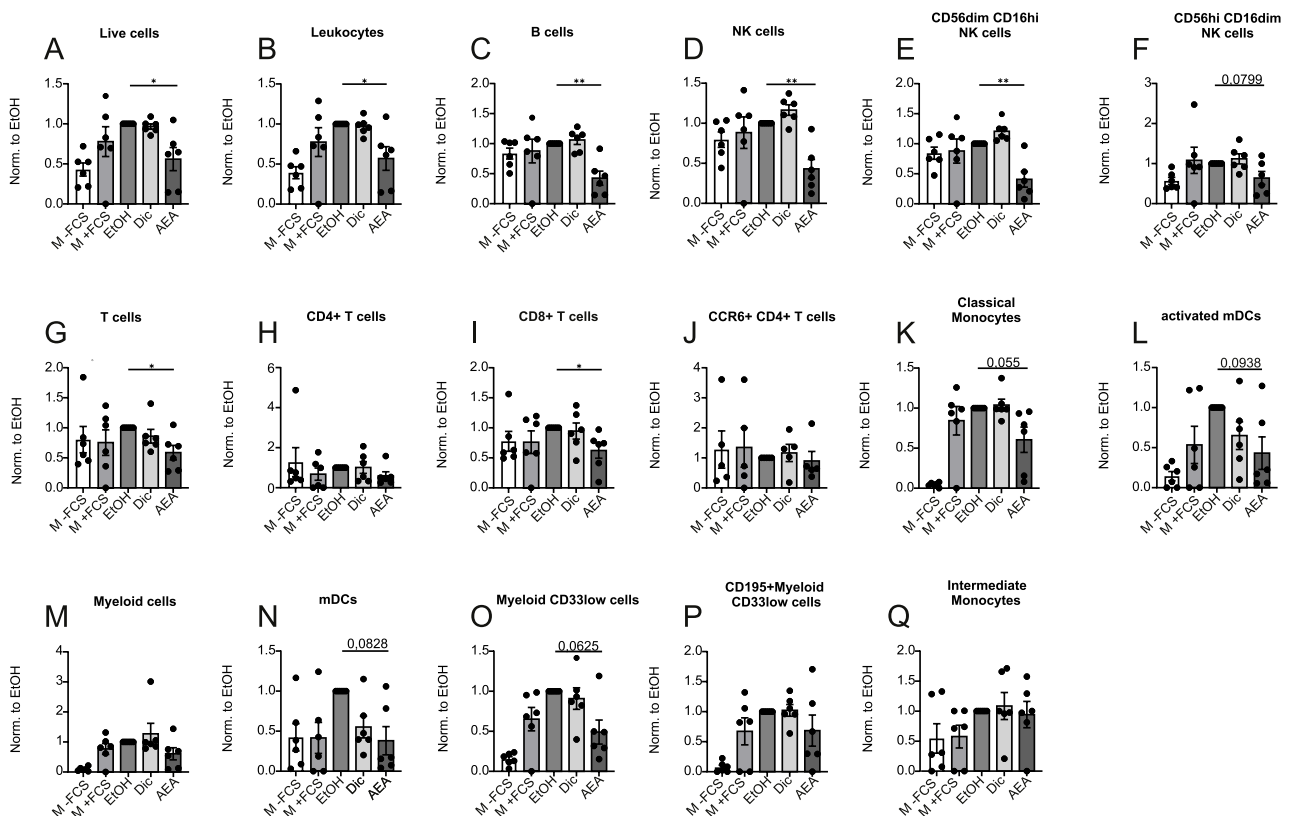 A
Live cells
*
Norm. to EtOH
1.5
1.0
0.5
0.0
M -FCS
M +FCS
EtOH
Dic
AEA
B
Leukocytes
*
Norm. to EtOH
1.5
1.0
0.5
0.0
M -FCS
M +FCS
EtOH
Dic
AEA
C
B cells
**
Norm. to EtOH
2.0
1.5
1.0
0.5
0.0
M -FCS
M +FCS
EtOH
Dic
AEA
D
NK cells
**
Norm. to EtOH
1.5
1.0
0.5
0.0
M -FCS
M +FCS
EtOH
Dic
AEA
E
CD56dim CD16hi
NK cells
**
Norm. to EtOH
2.0
1.5
1.0
0.5
0.0
M -FCS
M +FCS
EtOH
Dic
AEA
F
CD56hi CD16dim
NK cells
0.0799
Norm. to EtOH
3
2
1
0
M -FCS
M +FCS
EtOH
Dic
AEA
G
T cells
*
Norm. to EtOH
2.0
1.5
1.0
0.5
0.0
M -FCS
M +FCS
EtOH
Dic
AEA
H
CD4+ T cells
Norm. to EtOH
6
4
2
0
M -FCS
M +FCS
EtOH
Dic
AEA
I
CD8+ T cells
*
Norm. to EtOH
2.0
1.5
1.0
0.5
0.0
M -FCS
M +FCS
EtOH
Dic
AEA
J
CCR6+ CD4+ T cells
Norm. to EtOH
4
3
2
1
0
M -FCS
M +FCS
EtOH
Dic
AEA
K
Classical
Monocytes
0.055
Norm. to EtOH
1.5
1.0
0.5
0.0
M -FCS
M +FCS
EtOH
Dic
AEA
L
activated mDCs
0.0938
Norm. to EtOH
1.5
1.0
0.5
0.0
M -FCS
M +FCS
EtOH
Dic
AEA
M
Myeloid cells
Norm. to EtOH
4
3
2
1
0
M -FCS
M +FCS
EtOH
Dic
AEA
N
mDCs
0,0828
Norm. to EtOH
1.5
1.0
0.5
0.0
M -FCS
M +FCS
EtOH
Dic
AEA
O
Myeloid CD33low cells
0.0625
Norm. to EtOH
1.5
1.0
0.5
0.0
M -FCS
M +FCS
EtOH
Dic
AEA
P
CD195+Myeloid
CD33low cells
Norm. to EtOH
2.0
1.5
1.0
0.5
0.0
M -FCS
M +FCS
EtOH
Dic
AEA
Q
Intermediate
Monocytes
Norm. to EtOH
2.0
1.5
1.0
0.5
0.0
M -FCS
M +FCS
EtOH
Dic
AEA